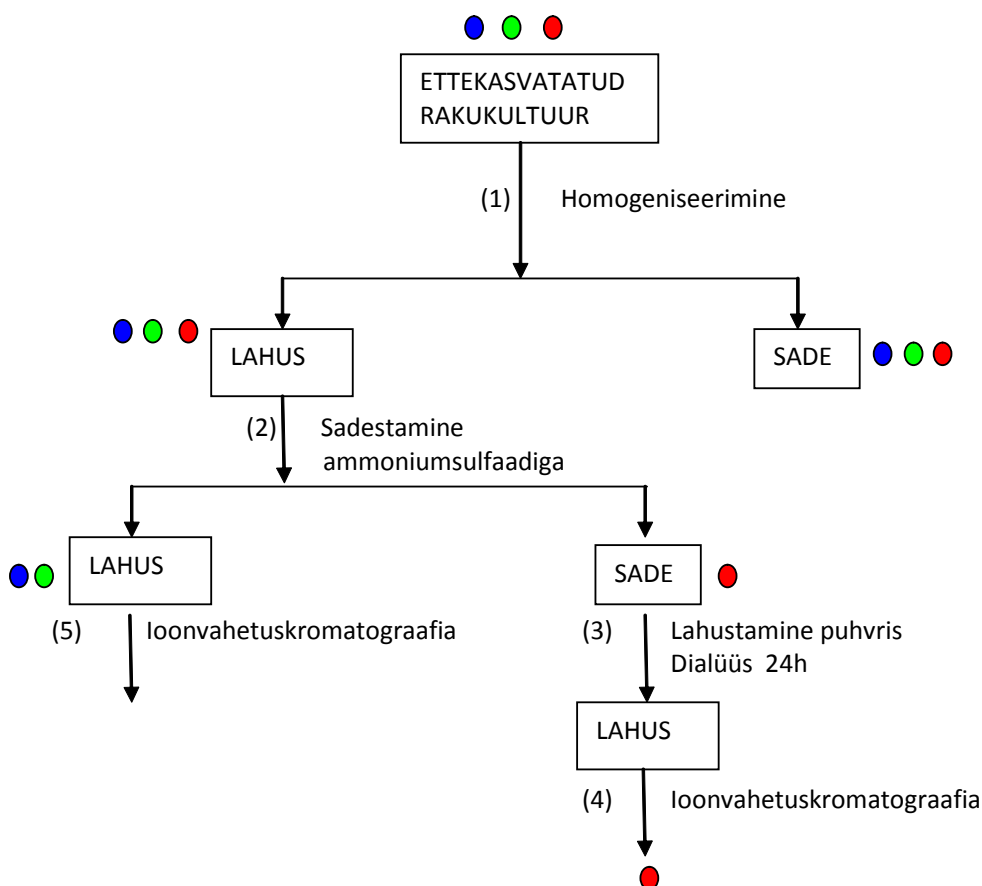 ETTEKASVATATUD
RAKUKULTUUR
(1) Homogeniseerimine
LAHUS
SADE
(2) Sadestamine
ammoniumsulfaadiga
LAHUS
SADE
(5) Ioonvahetuskromatograafia
(3) Lahustamine puhvris
Dialüüs 24h
LAHUS
(4) Ioonvahetuskromatograafia